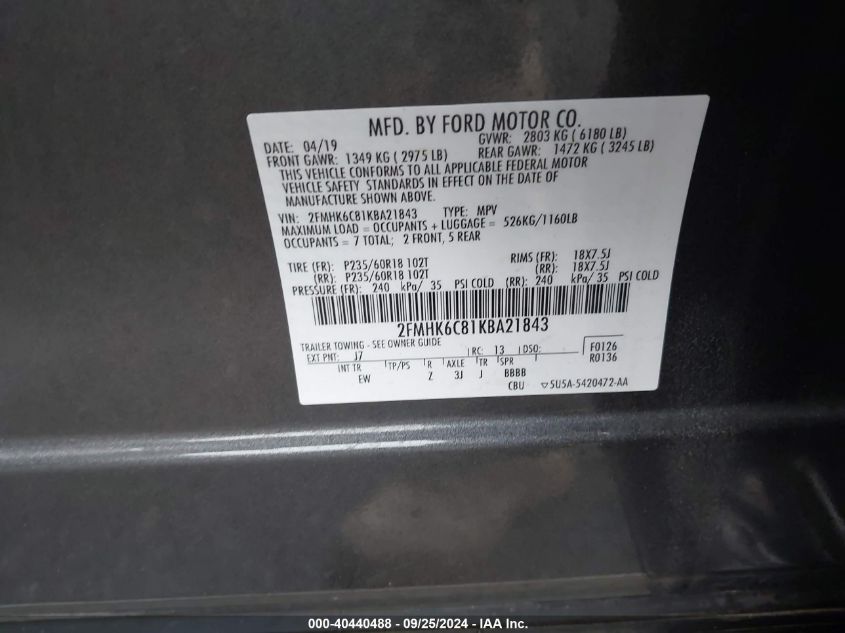 MFD. BY FORD MOTOR CO.
DATE: 04/19 GVWR: 2803 KG ( 6180 LB)
FRONT GAWR: 1349 KG ( 2975 LB) REAR GAWR: 1472 KG ( 3245 LB)
THIS VEHICLE CONFORMS TO ALL APPLICABLE FEDERAL MOTOR
VEHICLE SAFETY STANDARDS IN EFFECT ON THE DATE OF
MANUFACTURE SHOWN ABOVE.
VIN: 2FMHK6C81KBA21843 TYPE: MPV
MAXIMUM LOAD = OCCUPANTS + LUGGAGE = 526KG/1160LB
OCCUPANTS = 7 TOTAL; 2 FRONT, 5 REAR
TIRE (FR): P235/60R18 102T RIMS (FR): 18X7.5J
(RR): P235/60R18 102T (RR): 18X7.5J
PRESSURE (FR): 240 kPa/ 35 PSI COLD (RR): 240 kPa/ 35 PSI COLD
2FMHK6C81KBA21843
TRAILER TOWING - SEE OWNER GUIDE
EXT PNT: J7 RC: 13 DSO: F0126
INT TR TP/PS R AXLE TR SPR R0136
EW Z 3J J BBBB
CBU ▽5U5A-5420472-AA
000-40440488 - 09/25/2024 - IAA Inc.